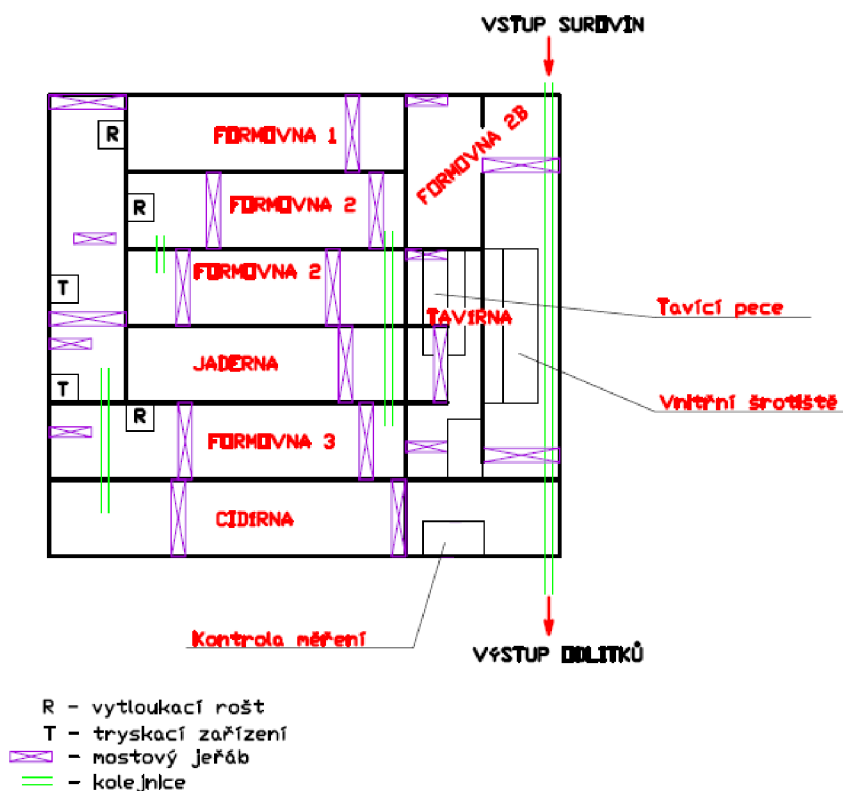 VSTUP SUROVIN
FORMOVNA 1
R
FORMOVNA 2B
R
FORMOVNA 2
FORMOVNA 2
T
TAVÍRNA
Tavící pece
JADERNA
T
Vnitřní šrotiště
R
FORMOVNA 3
CIDÍRNA
Kontrola měření
VÝSTUP ODLITKŮ
R - vytloukací rošt
T - tryskací zařízení
- mostový jeřáb
- kolejnice